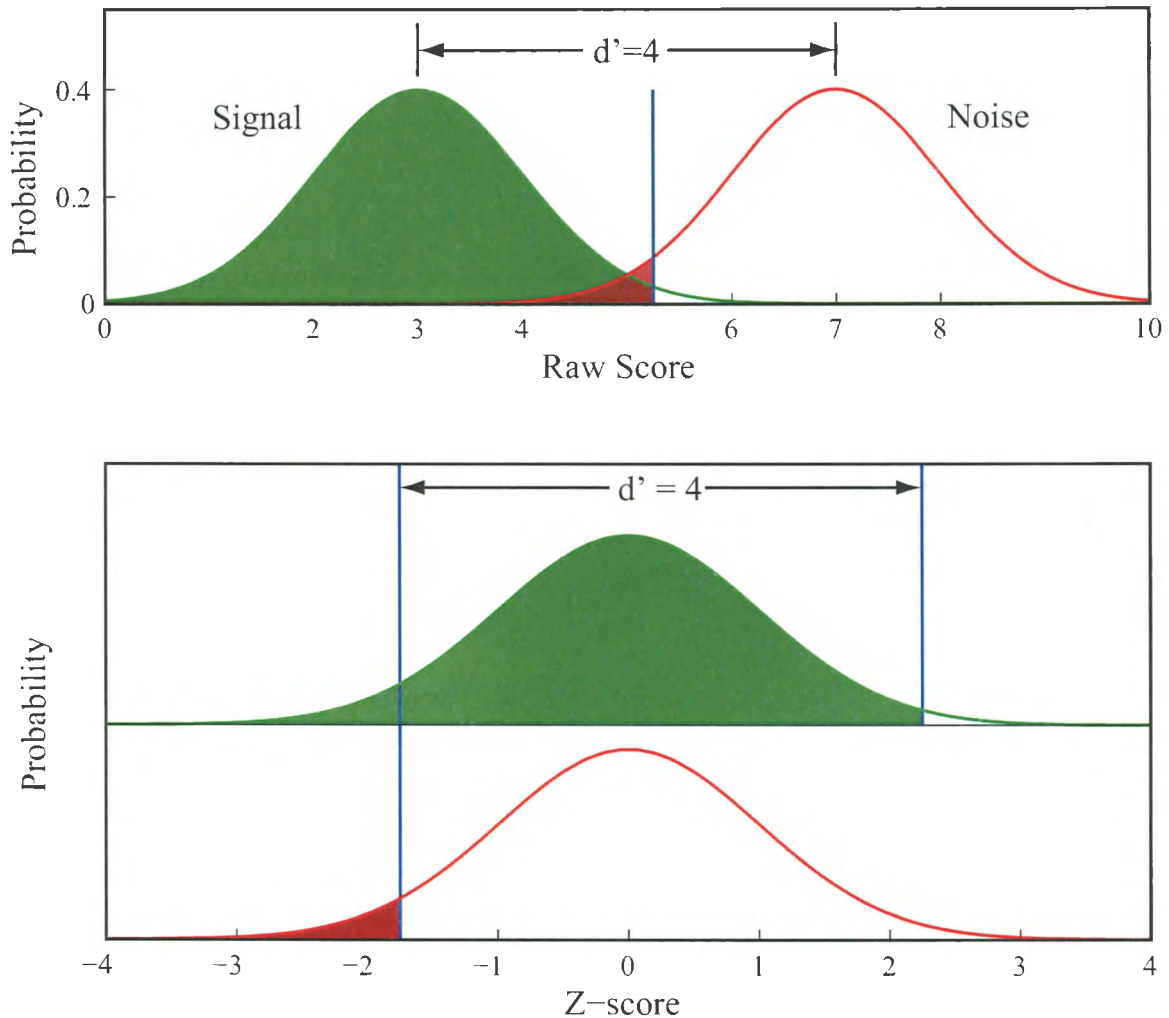 d'=4
0.4
Signal
Noise
Probability
0.2
0
0 2 3 4 6 7 8 10
Raw Score
d' = 4
Probability
−4 −3 −2 −1 0 1 2 3 4
Z−score